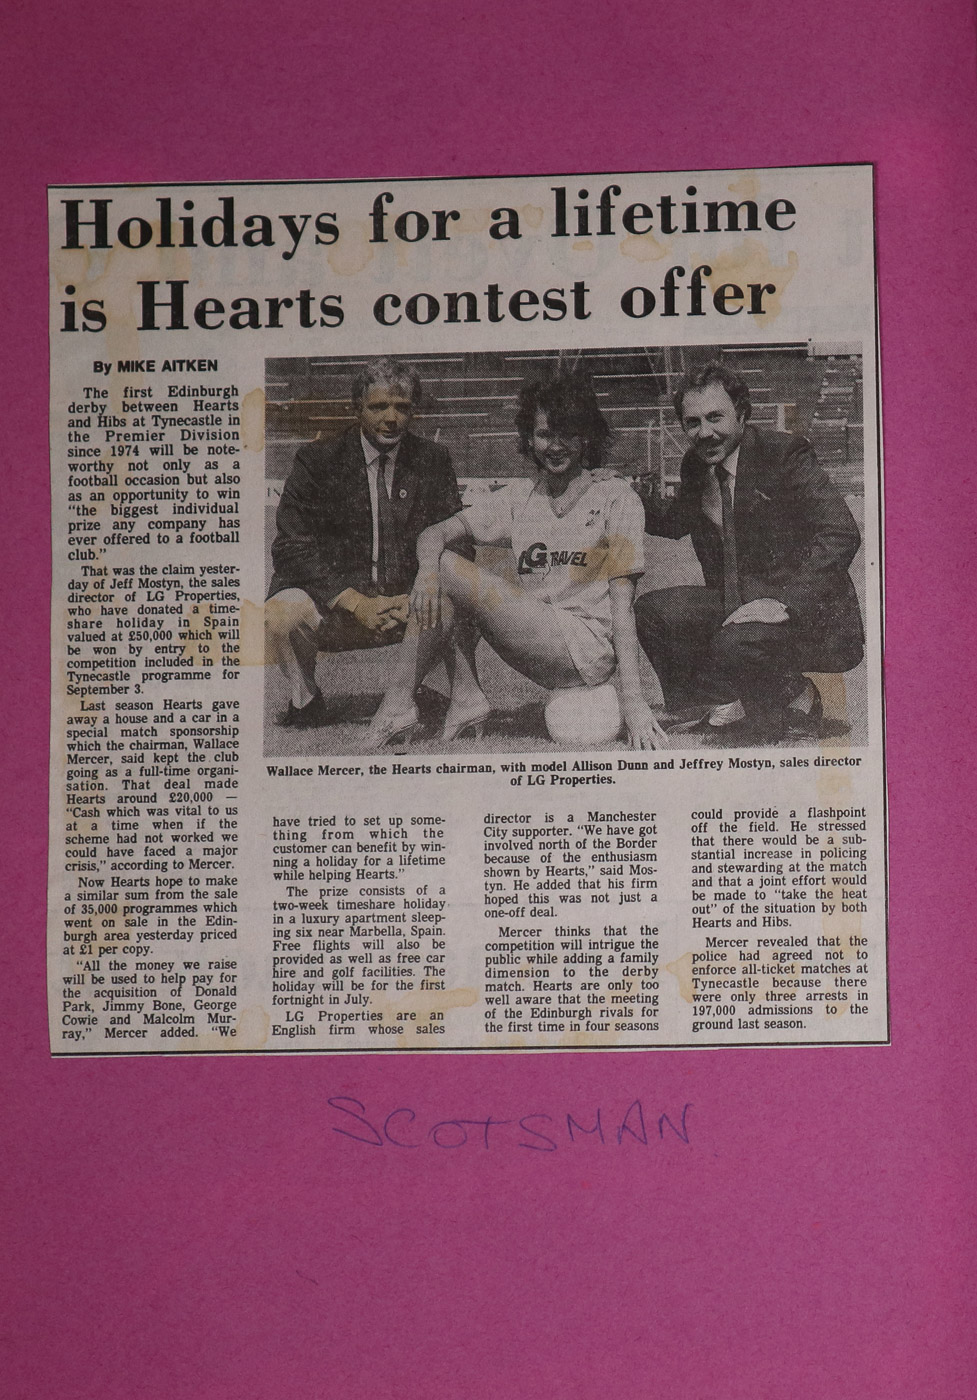 Holidays for a lifetime
is Hearts contest offer
By MIKE AITKEN
The first Edinburgh
derby between Hearts
and Hibs at Tynecastle in
the Premier Division
since 1974 will be note-
worthy not only as a
football occasion but also
as an opportunity to win
“the biggest individual
prize any company has
ever offered to a football
club.”
That was the claim yester-
day of Jeff Mostyn, the sales
director of LG Properties,
who have donated a time-
share holiday in Spain
valued at £50,000 which will
be won by entry to the
competition included in the
Tynecastle programme for
September 3.
Last season Hearts gave
away a house and a car in a
special match sponsorship
which the chairman, Wallace
Mercer, said kept the club
going as a full-time organi-
sation. That deal made
Hearts around £20,000 —
“Cash which was vital to us
at a time when if the
scheme had not worked we
could have faced a major
crisis,” according to Mercer.
Now Hearts hope to make
a similar sum from the sale
of 35,000 programmes which
went on sale in the Edin-
burgh area yesterday priced
at £1 per copy.
“All the money we raise
will be used to help pay for
the acquisition of Donald
Park, Jimmy Bone, George
Cowie and Malcolm Mur-
ray,” Mercer added. “We
LG TRAVEL
Wallace Mercer, the Hearts chairman, with model Allison Dunn and Jeffrey Mostyn, sales director
of LG Properties.
have tried to set up some-
thing from which the
customer can benefit by win-
ning a holiday for a lifetime
while helping Hearts.”
The prize consists of a
two-week timeshare holiday
in a luxury apartment sleep-
ing six near Marbella, Spain.
Free flights will also be
provided as well as free car
hire and golf facilities. The
holiday will be for the first
fortnight in July.
LG Properties are an
English firm whose sales
director is a Manchester
City supporter. “We have got
involved north of the Border
because of the enthusiasm
shown by Hearts,” said Mos-
tyn. He added that his firm
hoped this was not just a
one-off deal.
Mercer thinks that the
competition will intrigue the
public while adding a family
dimension to the derby
match. Hearts are only too
well aware that the meeting
of the Edinburgh rivals for
the first time in four seasons
could provide a flashpoint
off the field. He stressed
that there would be a sub-
stantial increase in policing
and stewarding at the match
and that a joint effort would
be made to “take the heat
out” of the situation by both
Hearts and Hibs.
Mercer revealed that the
police had agreed not to
enforce all-ticket matches at
Tynecastle because there
were only three arrests in
197,000 admissions to the
ground last season.
SCOTSMAN